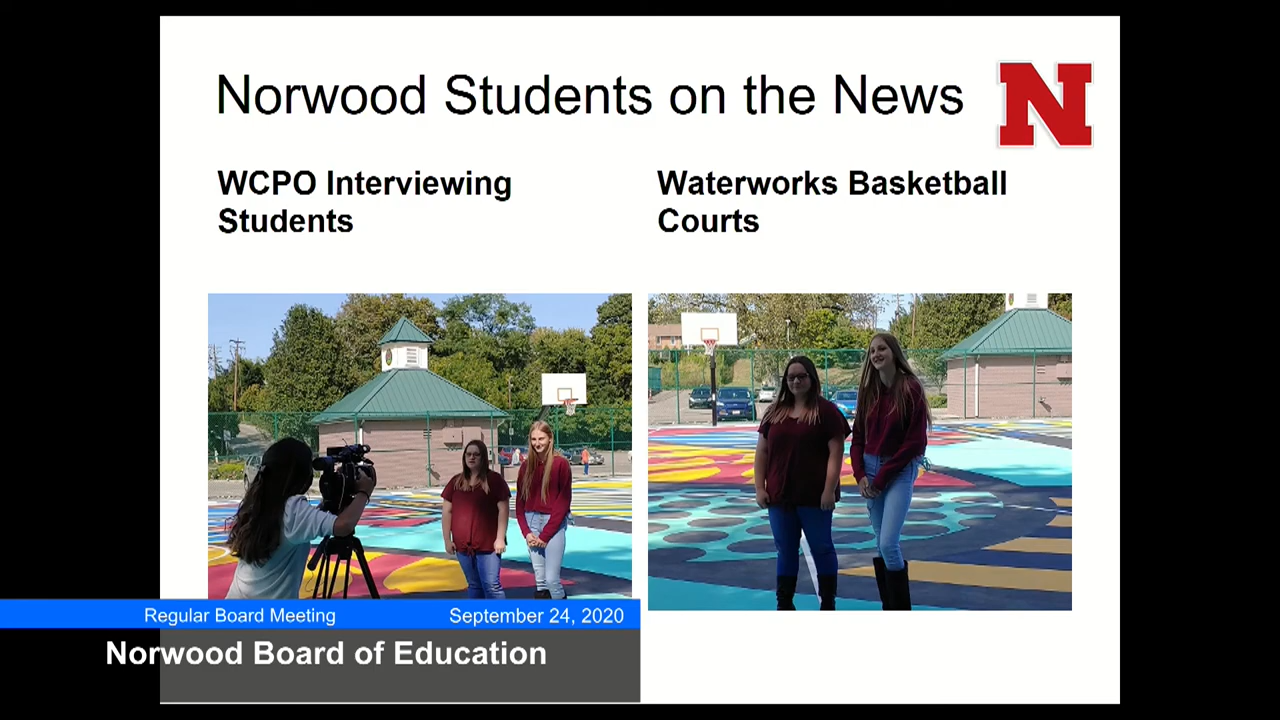 Norwood Students on the News
N
WCPO Interviewing
Students
Waterworks Basketball
Courts
Regular Board Meeting September 24, 2020
Norwood Board of Education